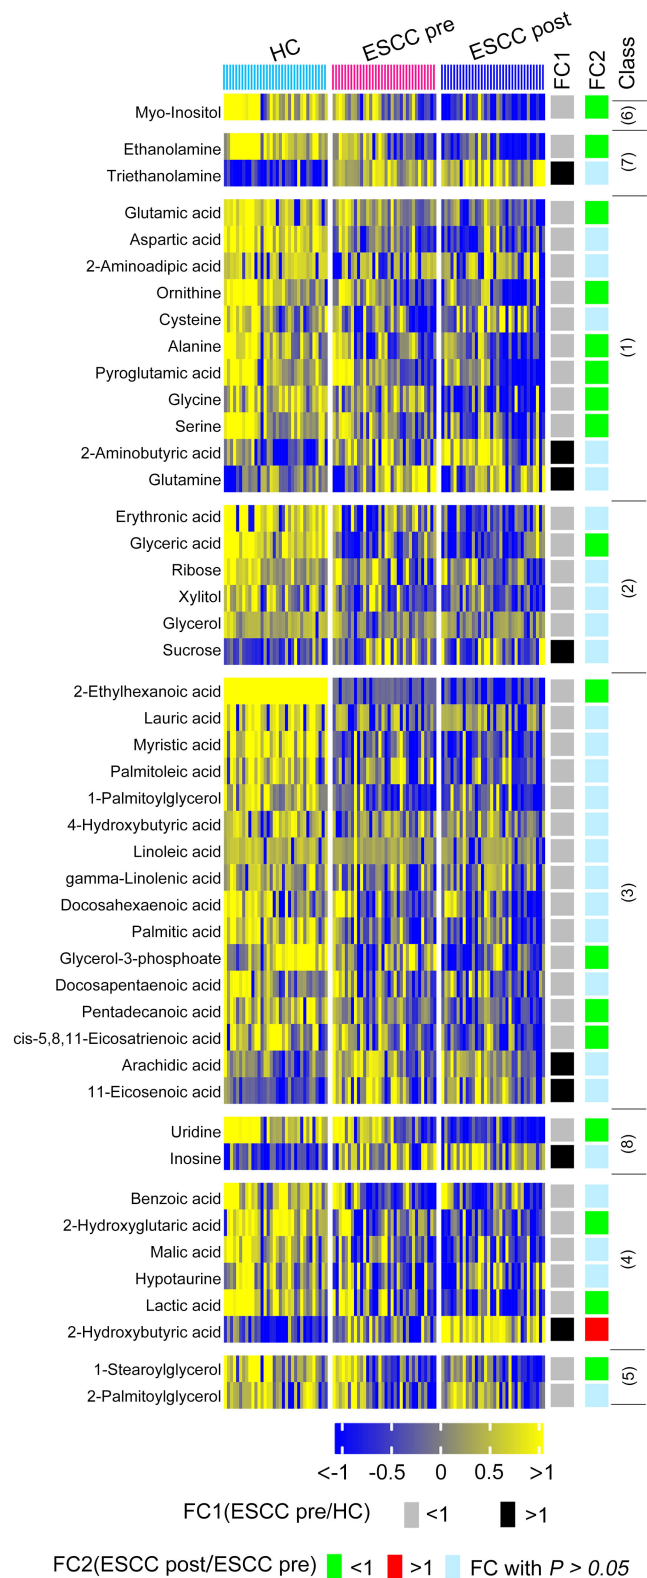 HC ESCC pre ESCC post FC1 FC2 Class
Myo-Inositol (6)
Ethanolamine
Triethanolamine
(7)
Glutamic acid
Aspartic acid
2-Aminoadipic acid
Ornithine
Cysteine
Alanine
Pyroglutamic acid
Glycine
Serine
2-Aminobutyric acid
Glutamine
(1)
Erythronic acid
Glyceric acid
Ribose
Xylitol
Glycerol
Sucrose
(2)
2-Ethylhexanoic acid
Lauric acid
Myristic acid
Palmitoleic acid
1-Palmitoylglycerol
4-Hydroxybutyric acid
Linoleic acid
gamma-Linolenic acid
Docosahexaenoic acid
Palmitic acid
Glycerol-3-phosphoate
Docosapentaenoic acid
Pentadecanoic acid
cis-5,8,11-Eicosatrienoic acid
Arachidic acid
11-Eicosenoic acid
(3)
Uridine
Inosine
(8)
Benzoic acid
2-Hydroxyglutaric acid
Malic acid
Hypotaurine
Lactic acid
2-Hydroxybutyric acid
(4)
1-Stearoylglycerol
2-Palmitoylglycerol
(5)
<-1 -0.5 0 0.5 >1
FC1(ESCC pre/HC) <1 >1
FC2(ESCC post/ESCC pre) <1 >1 FC with P > 0.05